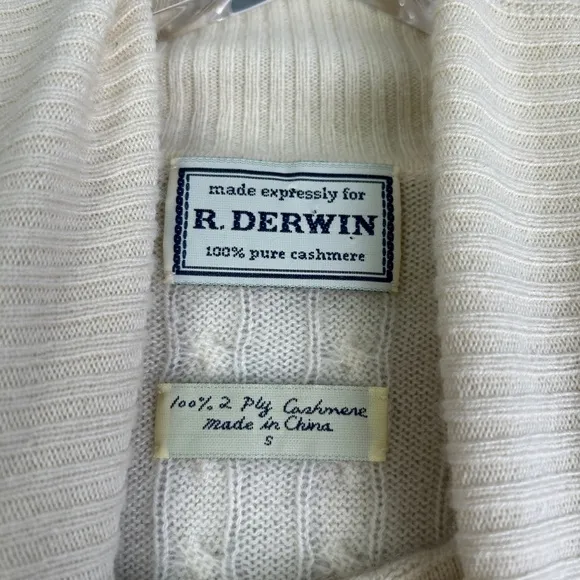 made expressly for
R. DERWIN
100% pure cashmere
100% 2 Ply Cashmere
made in China
S